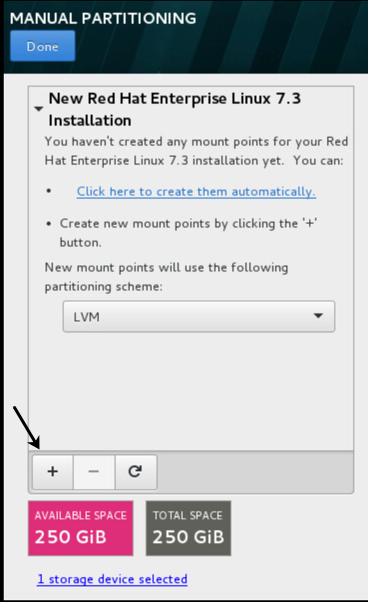 MANUAL PARTITIONING
Done
New Red Hat Enterprise Linux 7.3
Installation
You haven't created any mount points for your Red
Hat Enterprise Linux 7.3 installation yet. You can:
• Click here to create them automatically.
• Create new mount points by clicking the '+'
button.
New mount points will use the following
partitioning scheme:
LVM
+ −
AVAILABLE SPACE
250 GiB
TOTAL SPACE
250 GiB
1 storage device selected